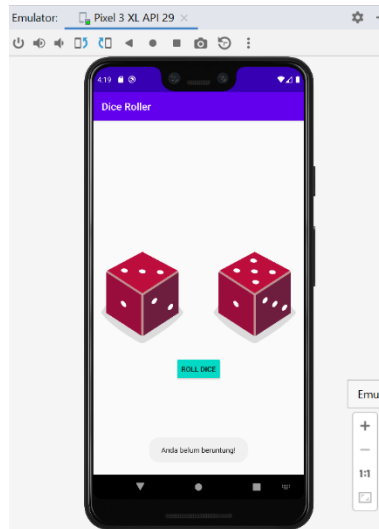 Emulator: Pixel 3 XL API 29
4:19
Dice Roller
ROLL DICE
Anda belum beruntung!
Emu
1:1